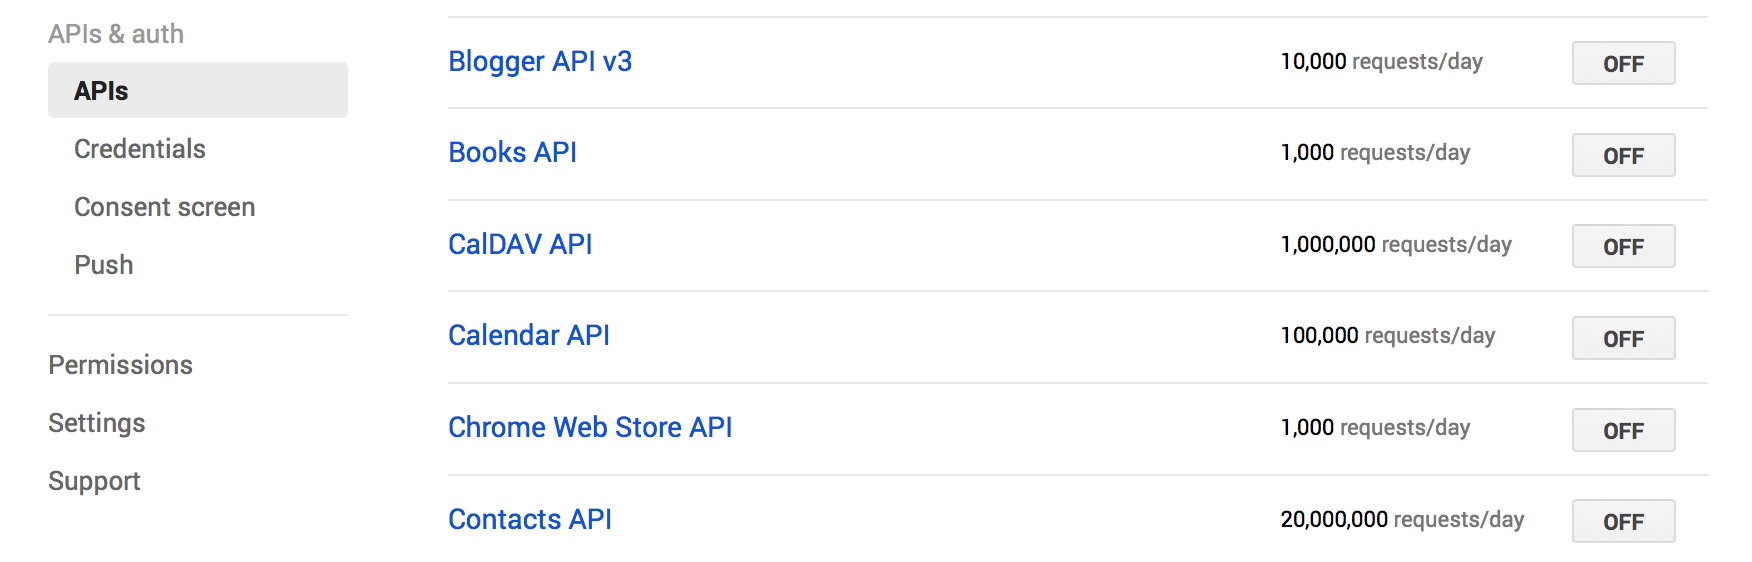 APIs & auth
APIs
Credentials
Consent screen
Push
Permissions
Settings
Support
Blogger API v3 10,000 requests/day OFF
Books API 1,000 requests/day OFF
CalDAV API 1,000,000 requests/day OFF
Calendar API 100,000 requests/day OFF
Chrome Web Store API 1,000 requests/day OFF
Contacts API 20,000,000 requests/day OFF